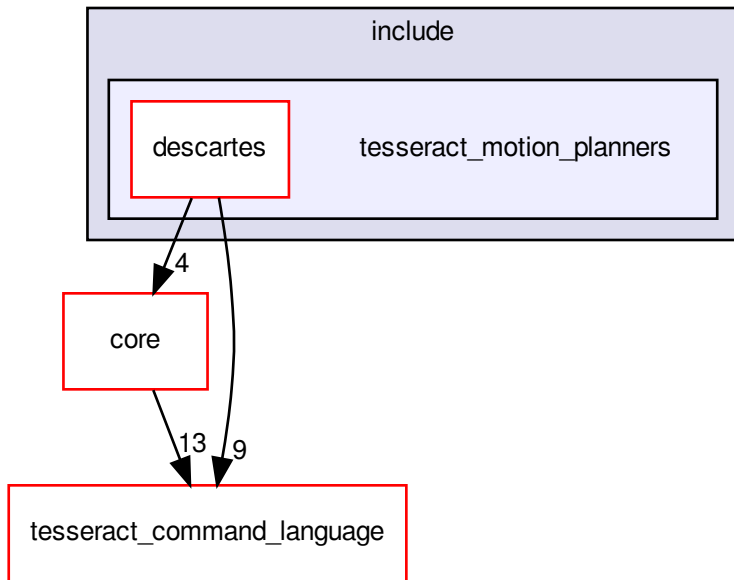 include
descartes
tesseract_motion_planners
4
core
13
9
tesseract_command_language